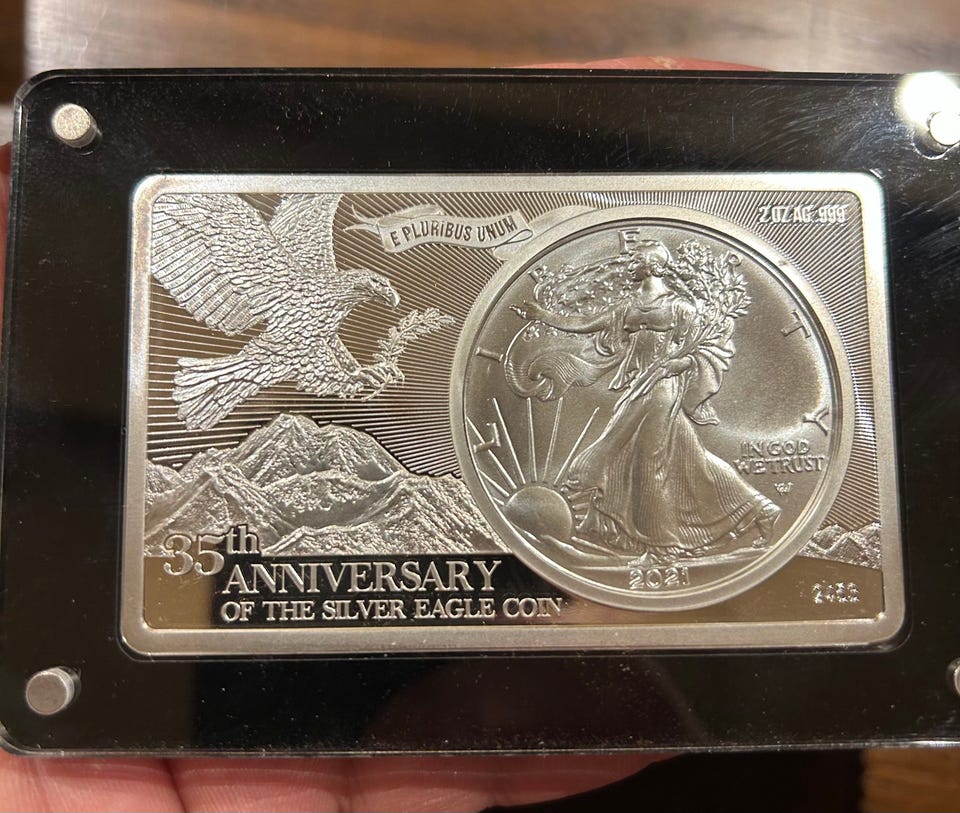 E PLURIBUS UNUM
2 OZ AG .999
LIBERTY
IN GOD
WE TRUST
2021
35th
ANNIVERSARY
OF THE SILVER EAGLE COIN